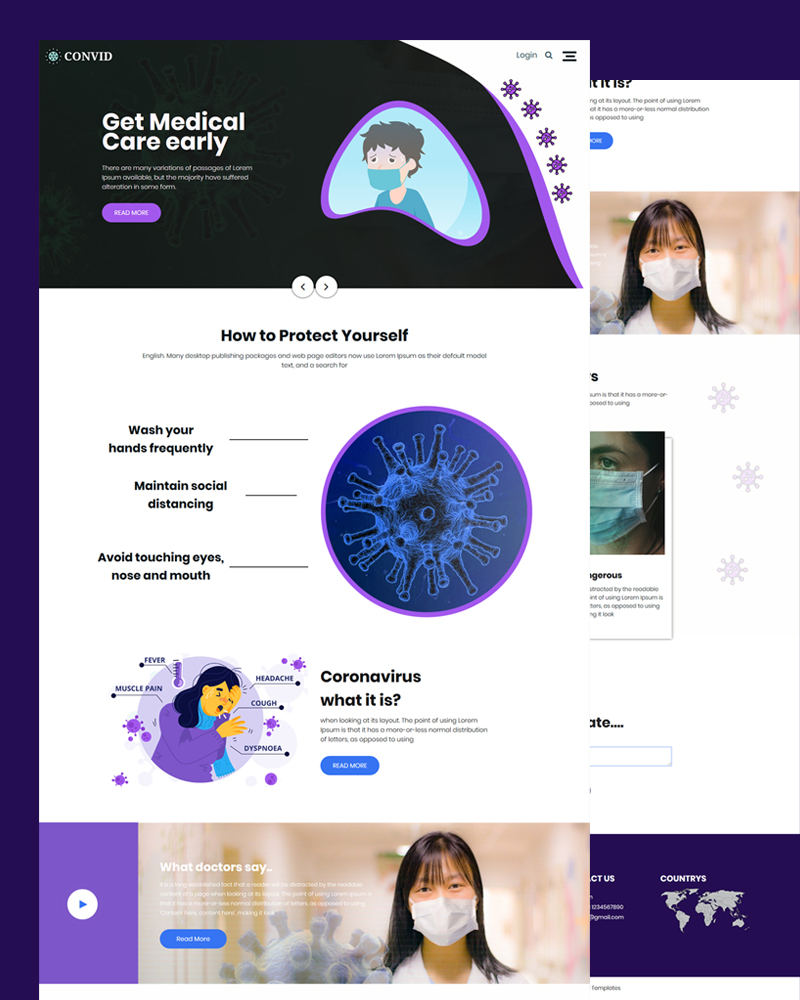 CONVID
Login
Get Medical
Care early
There are many variations of passages of Lorem
Ipsum available, but the majority have suffered
alteration in some form.
READ MORE
How to Protect Yourself
English. Many desktop publishing packages and web page editors now use Lorem Ipsum as their default model
text, and a search for
Wash your
hands frequently
Maintain social
distancing
Avoid touching eyes,
nose and mouth
FEVER
MUSCLE PAIN
HEADACHE
COUGH
DYSPNOEA
Coronavirus
what it is?
when looking at its layout. The point of using Lorem
Ipsum is that it has a more-or-less normal distribution
of letters, as opposed to using
READ MORE
What doctors say..
It is a long established fact that a reader will be distracted by the readable
content of a page when looking at its layout. The point of using Lorem Ipsum is
that it has a more-or-less normal distribution of letters, as opposed to using
'Content here, content here', making it look
Read More
it is?
ng at its layout. The point of using Lorem
at it has a more-or-less normal distribution
as opposed to using
MORE
rs
sum is that it has a more-or-
posed to using
ngerous
stracted by the readable
int of using Lorem Ipsum is
tters, as opposed to using
ng it look
ate....
CT US
1234567890
@gmail.com
COUNTRYS
Templates